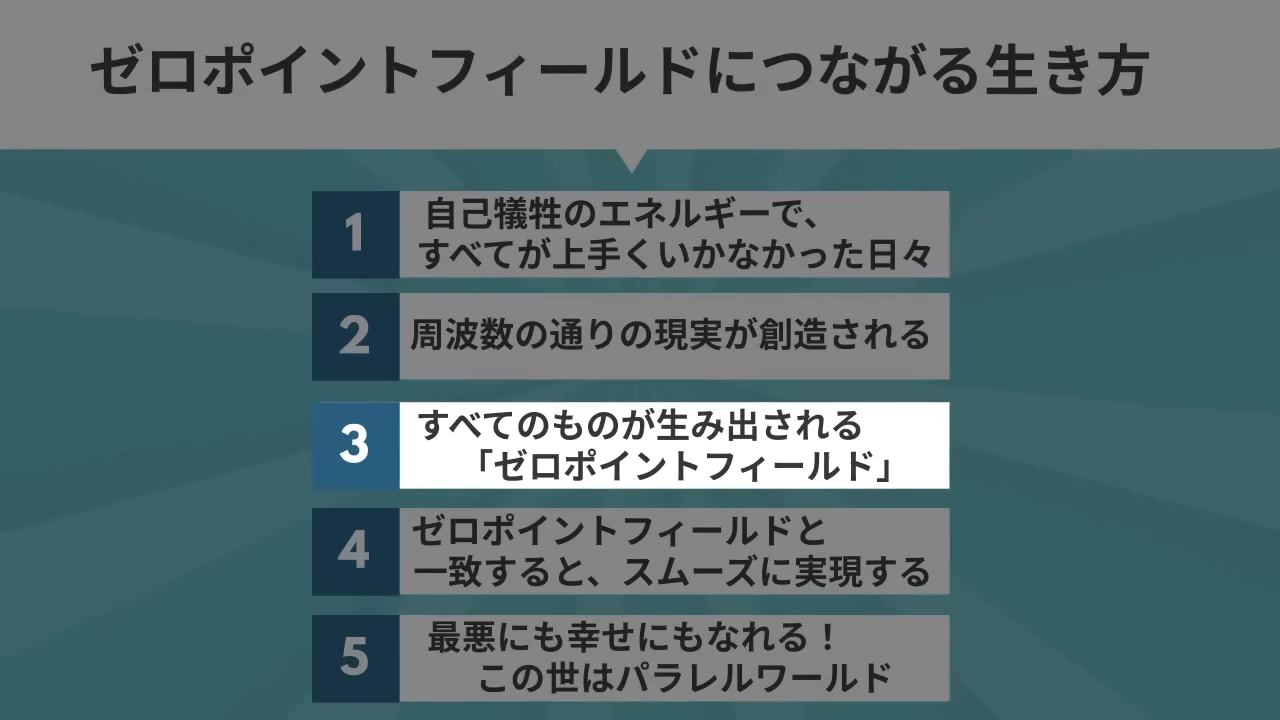 ゼロポイントフィールドにつながる生き方
1
自己犠牲のエネルギーで、
すべてが上手くいかなかった日々
2
周波数の通りの現実が創造される
3
すべてのものが生み出される
「ゼロポイントフィールド」
4
ゼロポイントフィールドと
一致すると、スムーズに実現する
5
最悪にも幸せにもなれる！
この世はパラレルワールド